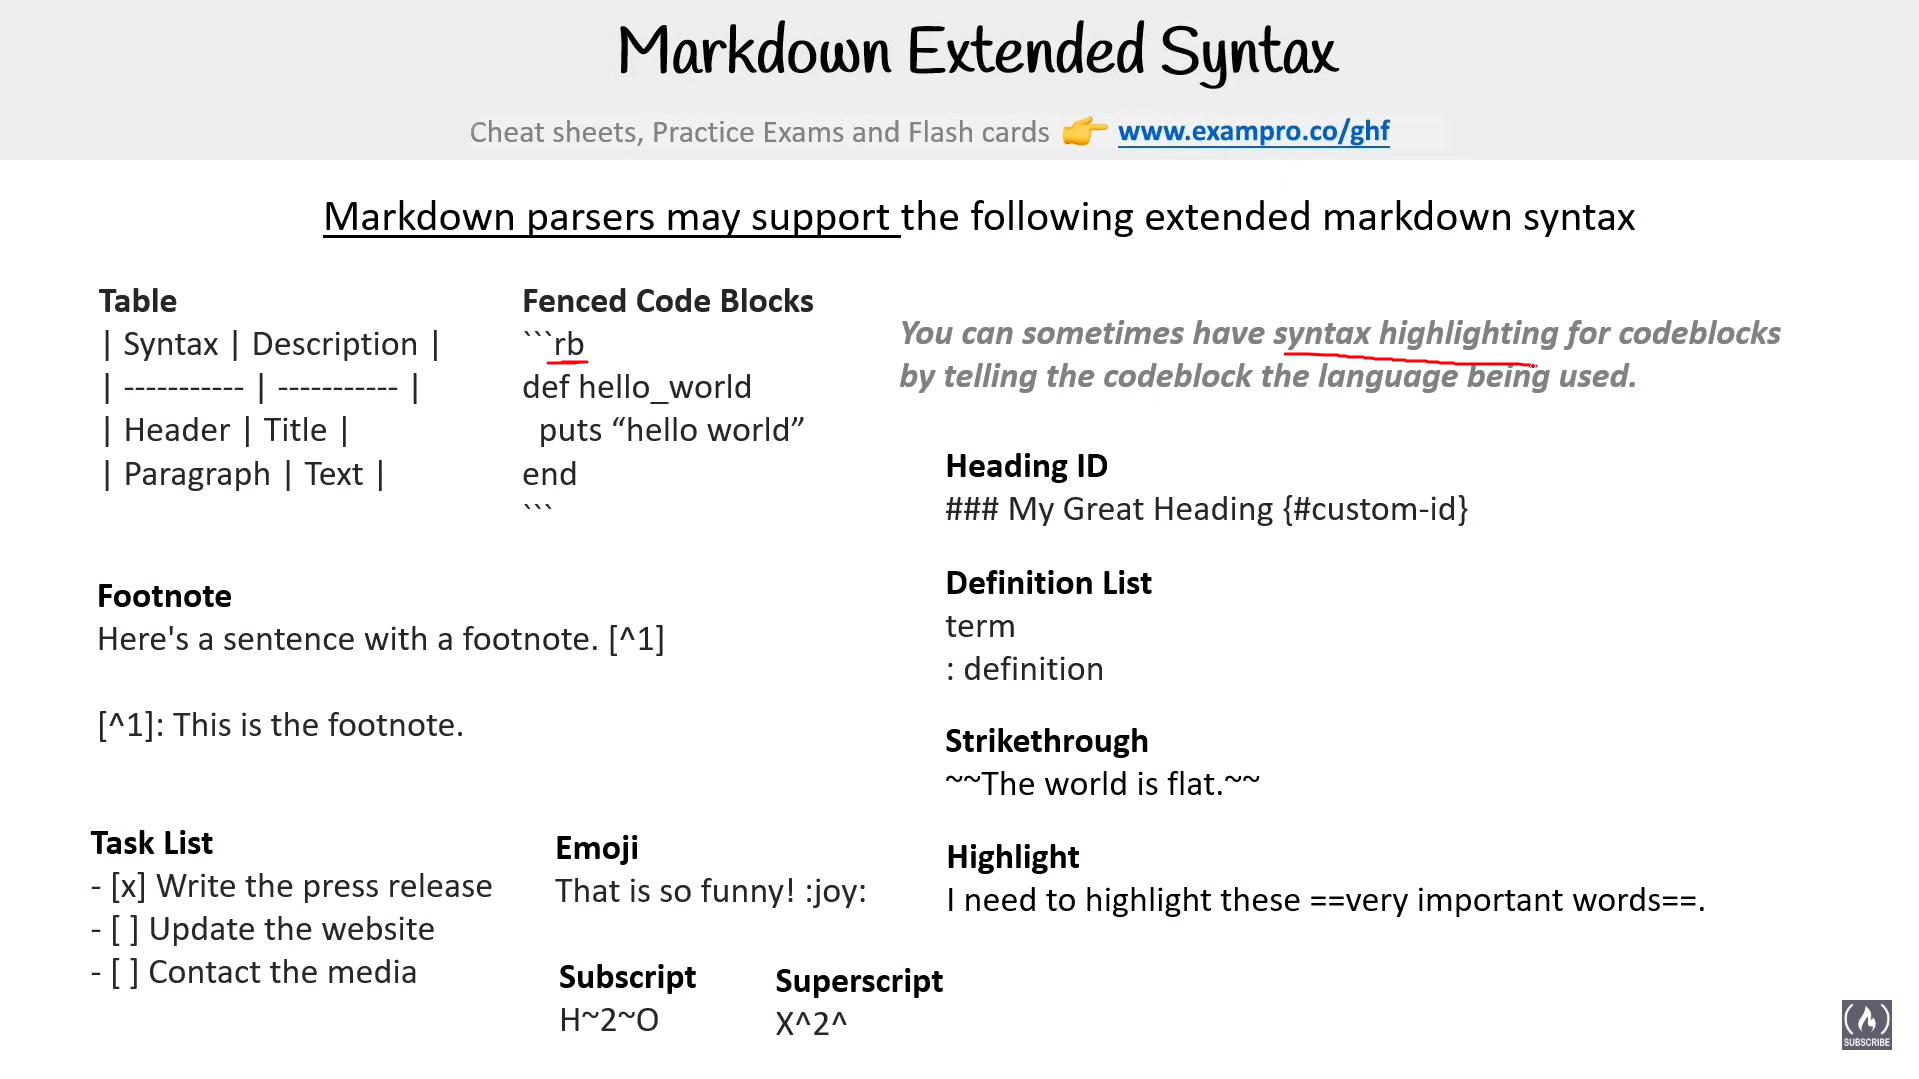 Markdown Extended Syntax
Cheat sheets, Practice Exams and Flash cards 👉 www.exampro.co/ghf
Markdown parsers may support the following extended markdown syntax
Table
| Syntax | Description |
| ----------- | ----------- |
| Header | Title |
| Paragraph | Text |
Fenced Code Blocks
```rb
def hello_world
  puts “hello world”
end
```
You can sometimes have syntax highlighting for codeblocks
by telling the codeblock the language being used.
Heading ID
### My Great Heading {#custom-id}
Definition List
term
: definition
Strikethrough
~~The world is flat.~~
Highlight
I need to highlight these ==very important words==.
Footnote
Here's a sentence with a footnote. [^1]
[^1]: This is the footnote.
Task List
- [x] Write the press release
- [ ] Update the website
- [ ] Contact the media
Emoji
That is so funny! :joy:
Subscript
H~2~O
Superscript
X^2^
SUBSCRIBE